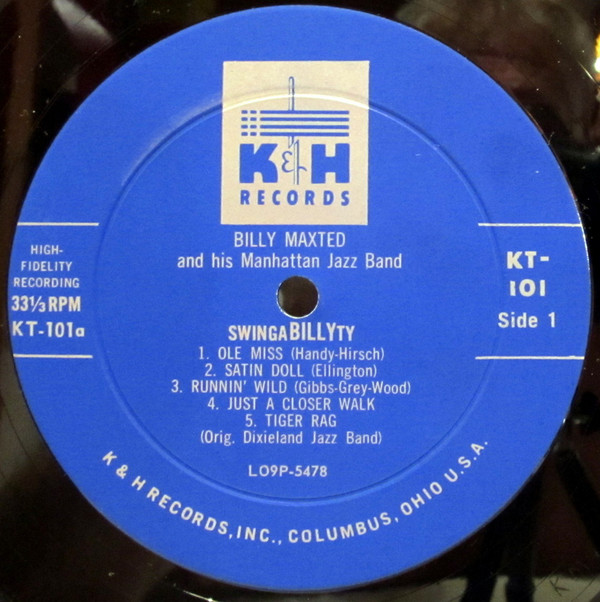 K & H
RECORDS
BILLY MAXTED
and his Manhattan Jazz Band
HIGH-
FIDELITY
RECORDING
33⅓ RPM
KT-101a
KT-
101
Side 1
SWINGABILLYTY
1. OLE MISS (Handy-Hirsch)
2. SATIN DOLL (Ellington)
3. RUNNIN' WILD (Gibbs-Grey-Wood)
4. JUST A CLOSER WALK
5. TIGER RAG
(Orig. Dixieland Jazz Band)
LO9P-5478
K & H RECORDS, INC., COLUMBUS, OHIO U.S.A.